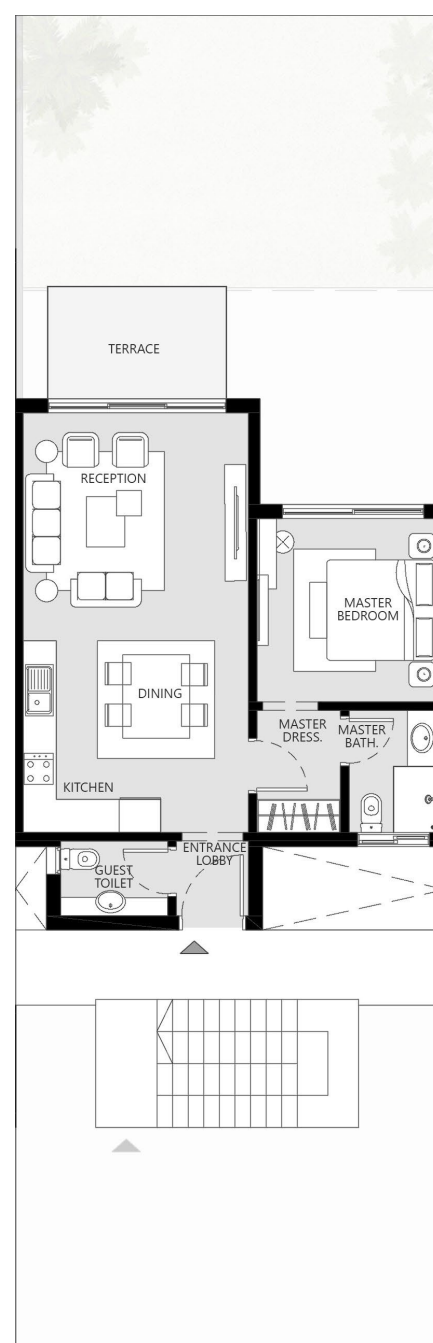 TERRACE
RECEPTION
MASTER
BEDROOM
DINING
MASTER
DRESS.
MASTER
BATH.
KITCHEN
ENTRANCE
LOBBY
GUEST
TOILET